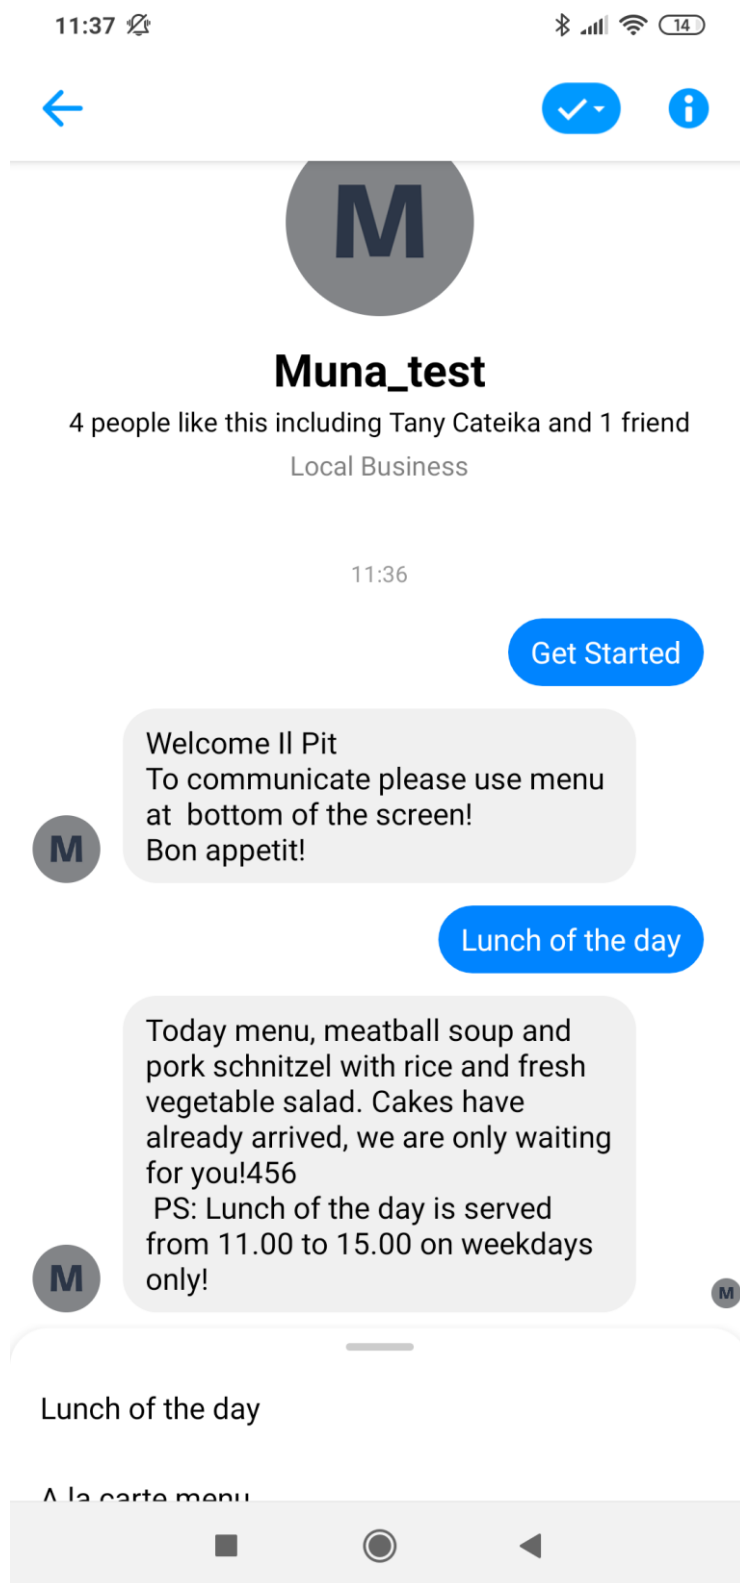 11:37
14
M
Muna_test
4 people like this including Tany Cateika and 1 friend
Local Business
11:36
Get Started
Welcome Il Pit
To communicate please use menu
at  bottom of the screen!
Bon appetit!
M
Lunch of the day
Today menu, meatball soup and
pork schnitzel with rice and fresh
vegetable salad. Cakes have
already arrived, we are only waiting
for you!456
 PS: Lunch of the day is served
from 11.00 to 15.00 on weekdays
only!
M
M
Lunch of the day
A la carte menu